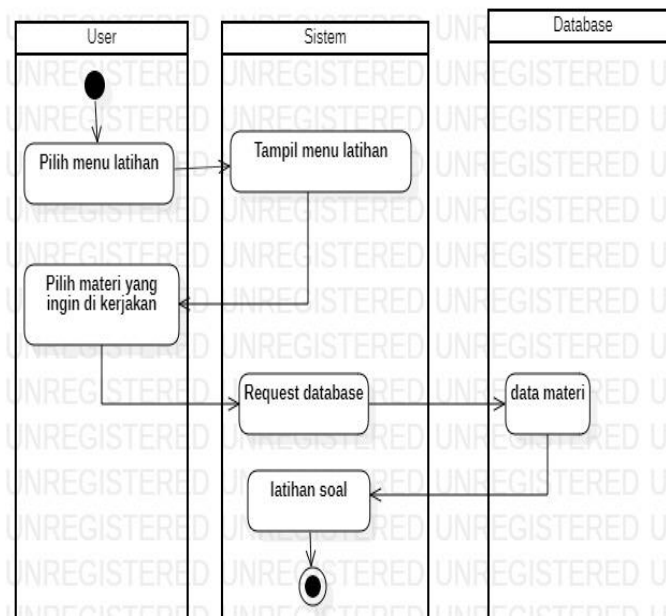 User
Sistem
Database
Pilih menu latihan
Tampil menu latihan
Pilih materi yang
ingin di kerjakan
Request database
data materi
latihan soal
UNREGISTERED